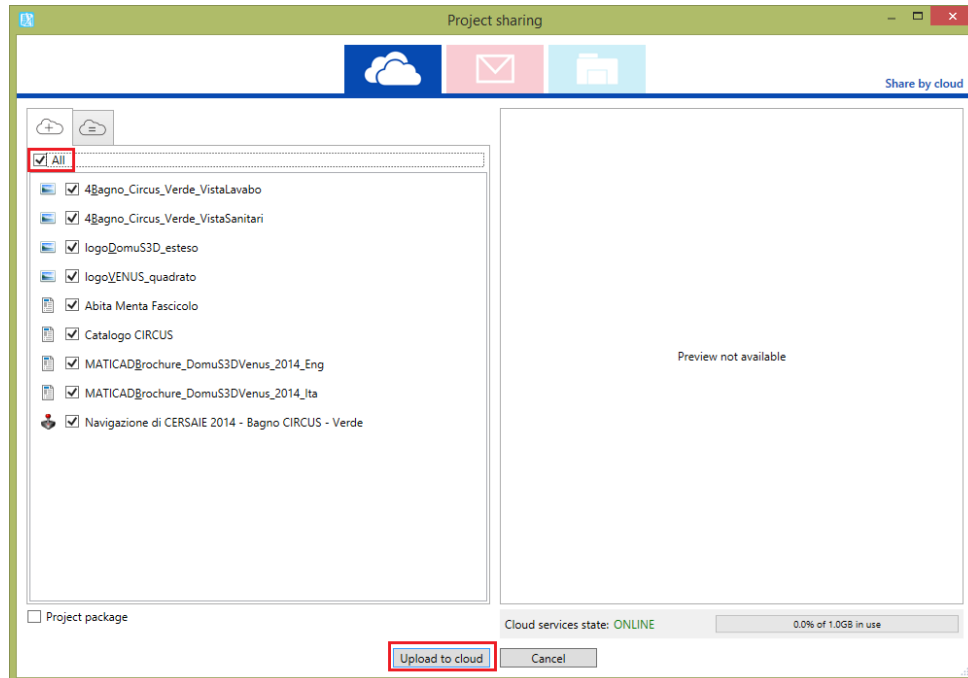 Project sharing
Share by cloud
All
4Bagno_Circus_Verde_VistaLavabo
4Bagno_Circus_Verde_VistaSanitari
logoDomuS3D_esteso
logoVENUS_quadrato
Abita Menta Fascicolo
Catalogo CIRCUS
MATICADBrochure_DomuS3DVenus_2014_Eng
MATICADBrochure_DomuS3DVenus_2014_Ita
Navigazione di CERSAIE 2014 - Bagno CIRCUS - Verde
Preview not available
Project package
Cloud services state: ONLINE
0.0% of 1.0GB in use
Upload to cloud
Cancel